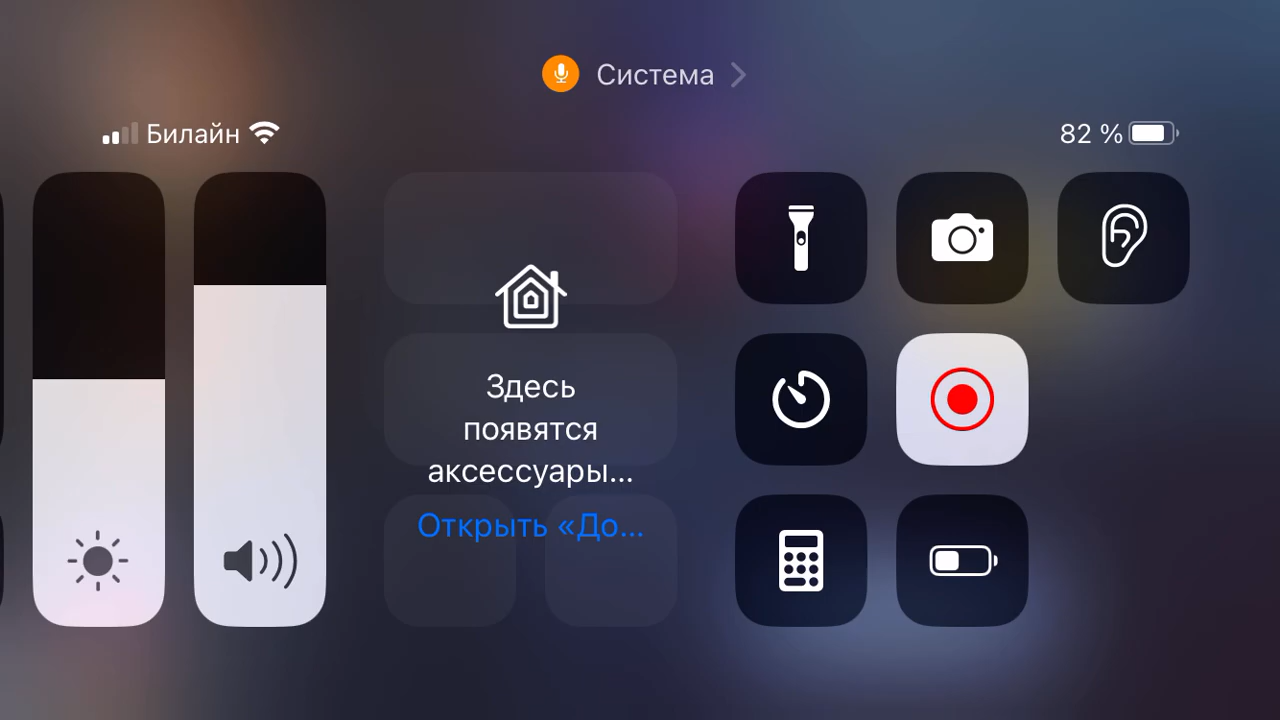 Система
Билайн
82 %
Здесь
появятся
аксессуары...
Открыть «До...